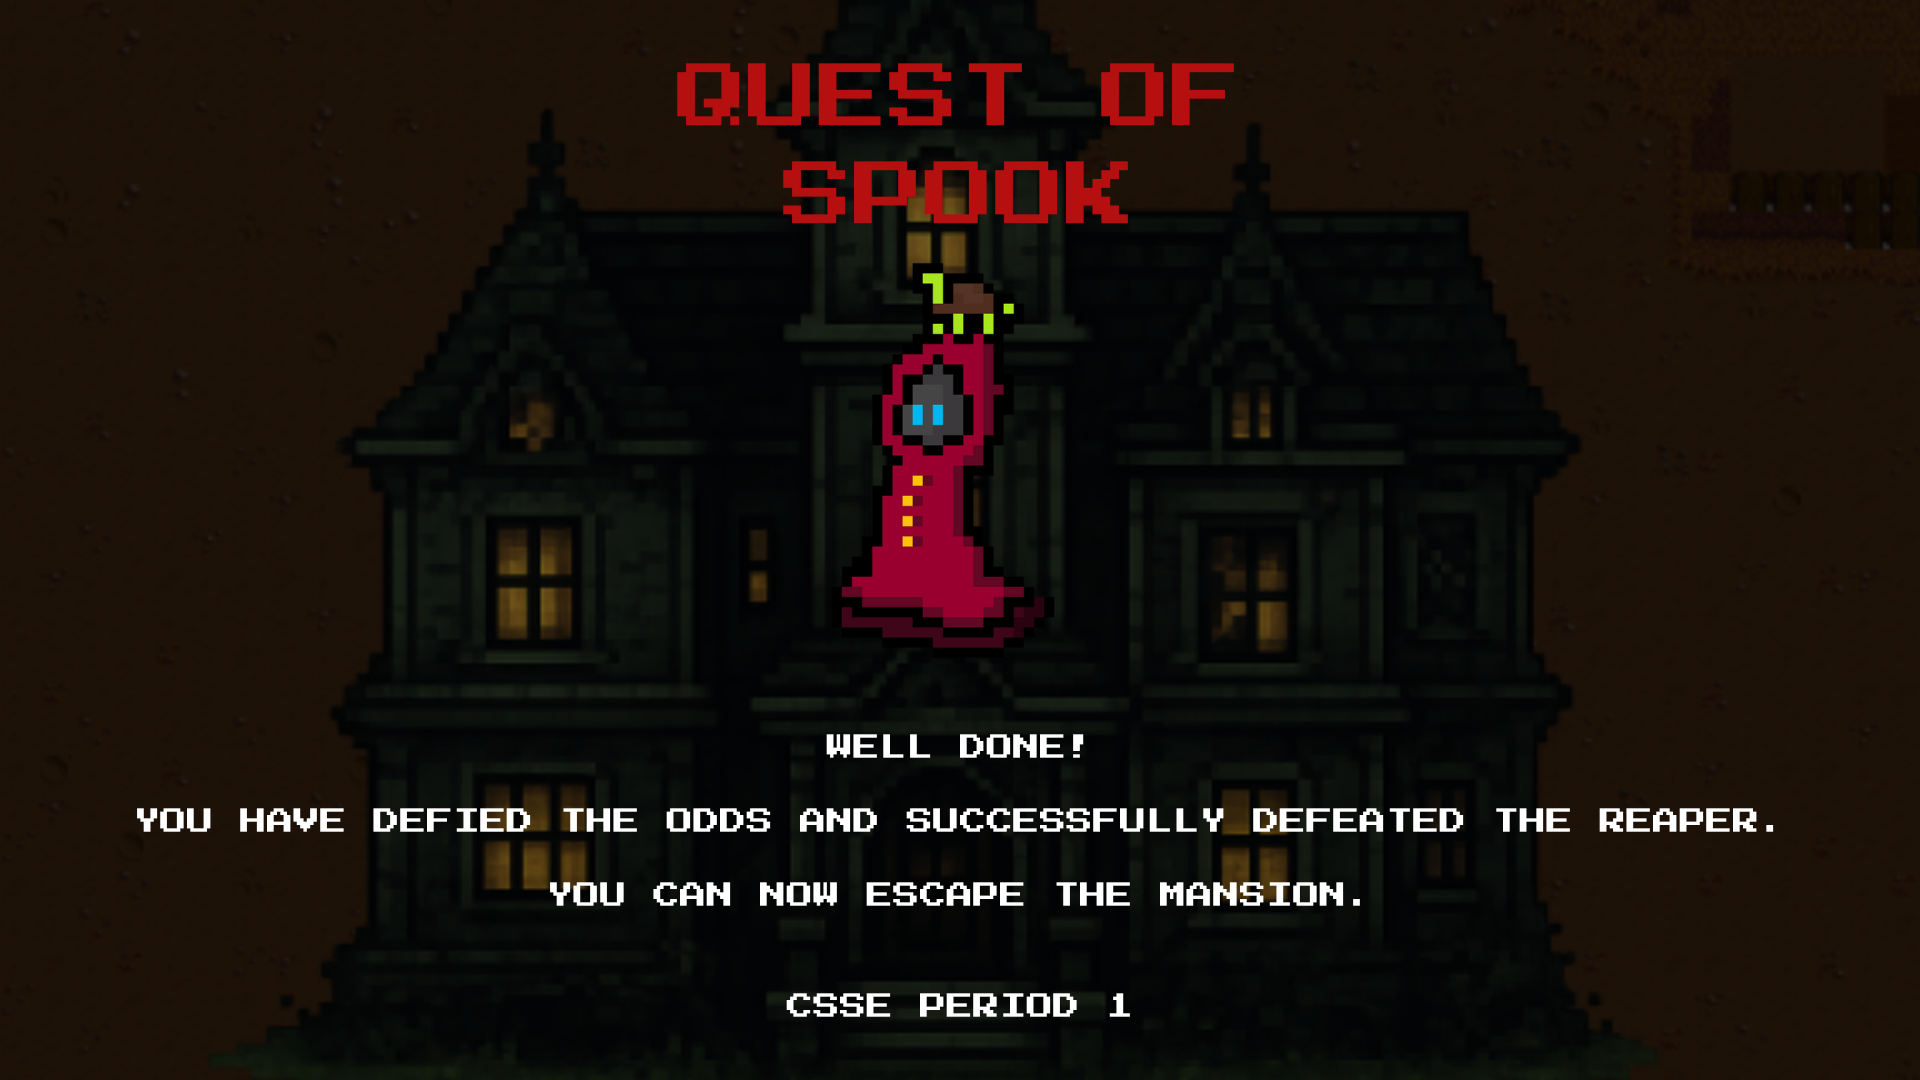 QUEST OF
SPOOK
WELL DONE!
YOU HAVE DEFIED THE ODDS AND SUCCESSFULLY DEFEATED THE REAPER.
YOU CAN NOW ESCAPE THE MANSION.
CSSE PERIOD 1